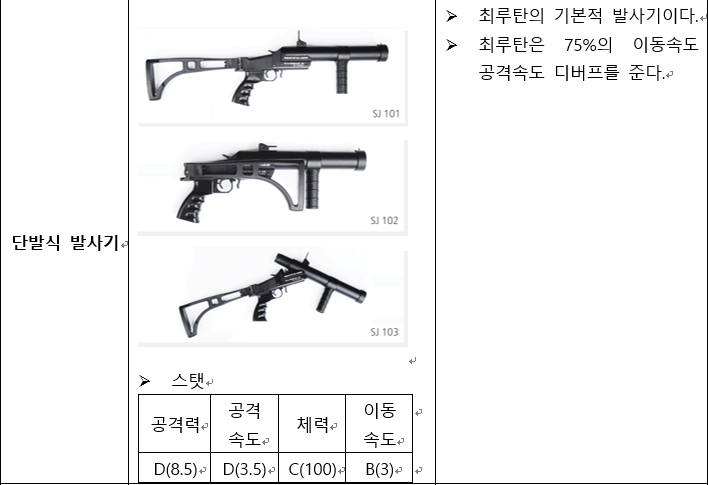 단발식 발사기
SJ 101
SJ 102
SJ 103
➢ 스탯
공격력 공격 속도 체력 이동 속도
D(8.5) D(3.5) C(100) B(3)
➢ 최루탄의 기본적 발사기이다.
➢ 최루탄은 75%의 이동속도
공격속도 디버프를 준다.